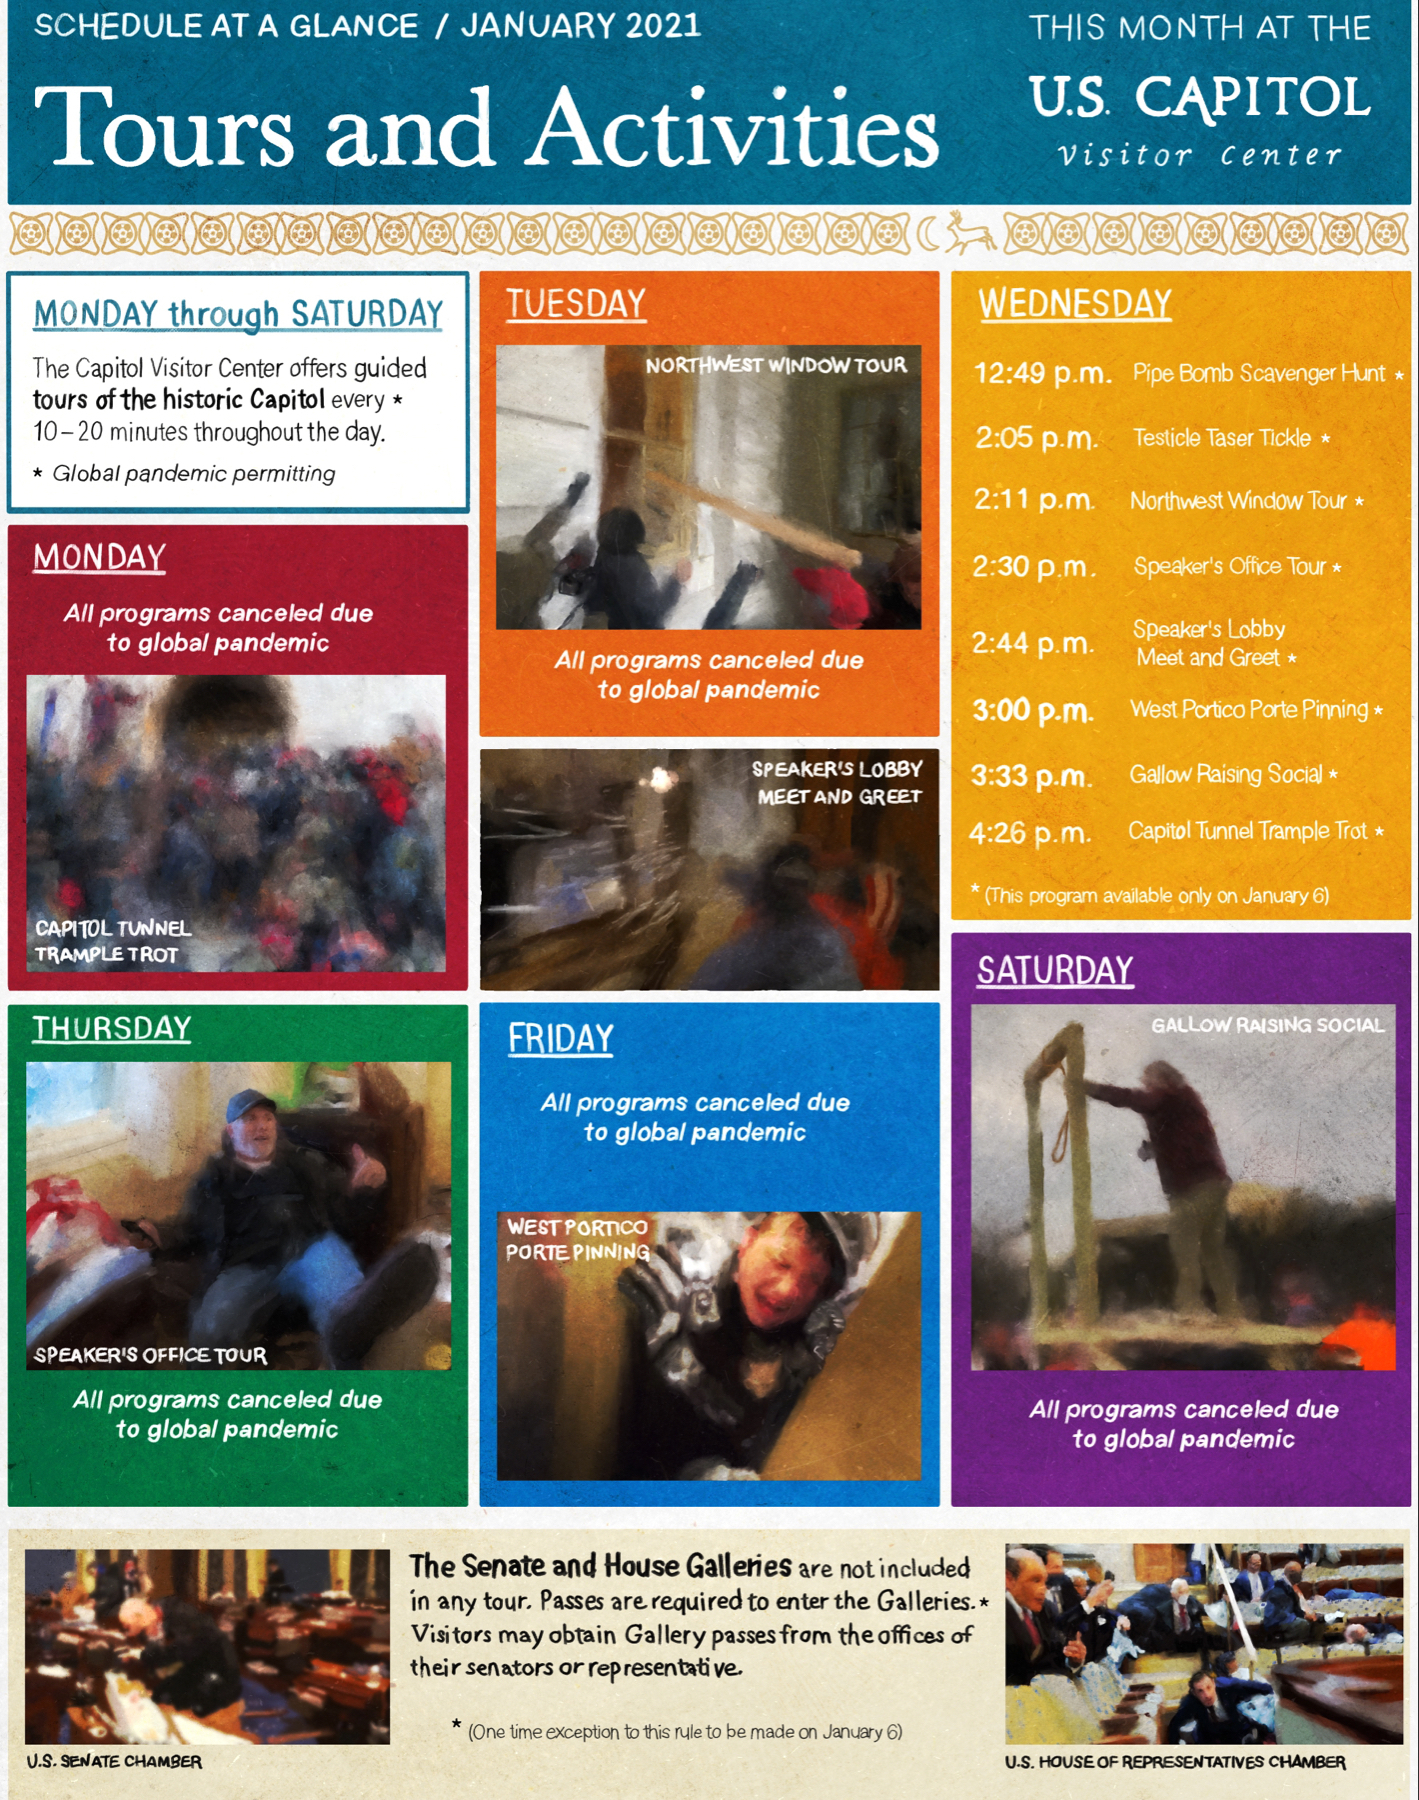 SCHEDULE AT A GLANCE / JANUARY 2021
Tours and Activities
THIS MONTH AT THE
U.S. CAPITOL
visitor center
MONDAY through SATURDAY
The Capitol Visitor Center offers guided
tours of the historic Capitol every *
10–20 minutes throughout the day.
* Global pandemic permitting
MONDAY
All programs canceled due
to global pandemic
CAPITOL TUNNEL
TRAMPLE TROT
TUESDAY
NORTHWEST WINDOW TOUR
All programs canceled due
to global pandemic
SPEAKER'S LOBBY
MEET AND GREET
WEDNESDAY
12:49 p.m. Pipe Bomb Scavenger Hunt *
2:05 p.m. Testicle Taser Tickle *
2:11 p.m. Northwest Window Tour *
2:30 p.m. Speaker's Office Tour *
2:44 p.m. Speaker's Lobby
Meet and Greet *
3:00 p.m. West Portico Porte Pinning *
3:33 p.m. Gallow Raising Social *
4:26 p.m. Capitol Tunnel Trample Trot *
* (This program available only on January 6)
THURSDAY
SPEAKER'S OFFICE TOUR
All programs canceled due
to global pandemic
FRIDAY
All programs canceled due
to global pandemic
WEST PORTICO
PORTE PINNING
SATURDAY
GALLOW RAISING SOCIAL
All programs canceled due
to global pandemic
The Senate and House Galleries are not included
in any tour. Passes are required to enter the Galleries.*
Visitors may obtain Gallery passes from the offices of
their senators or representative.
* (One time exception to this rule to be made on January 6)
U.S. SENATE CHAMBER
U.S. HOUSE OF REPRESENTATIVES CHAMBER